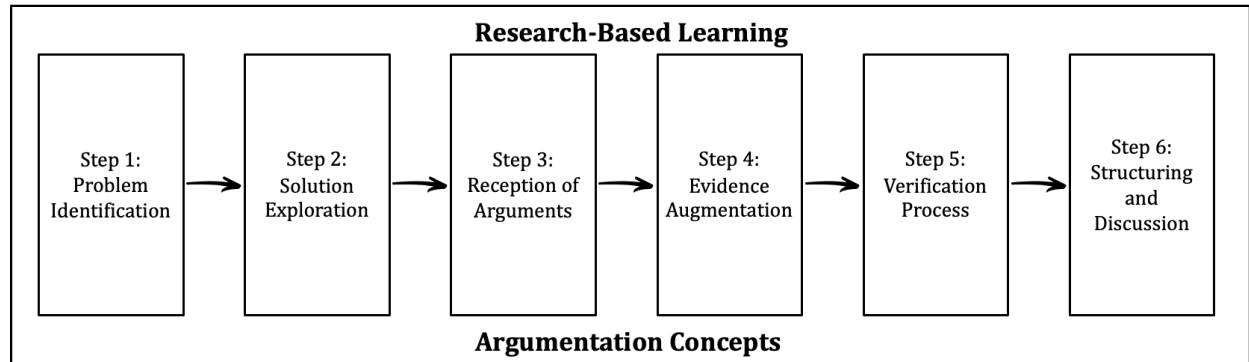 Research-Based Learning
Step 1:
Problem
Identification
Step 2:
Solution
Exploration
Step 3:
Reception of
Arguments
Step 4:
Evidence
Augmentation
Step 5:
Verification
Process
Step 6:
Structuring
and
Discussion
Argumentation Concepts